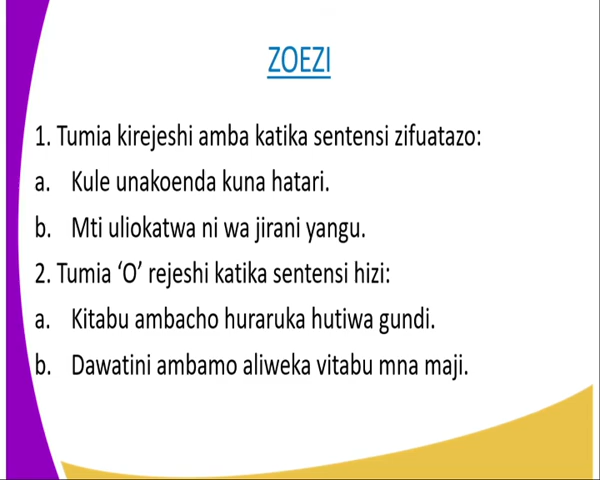 ZOEZI
1. Tumia kirejeshi amba katika sentensi zifuatazo:
a. Kule unakoenda kuna hatari.
b. Mti uliokatwa ni wa jirani yangu.
2. Tumia ‘O’ rejeshi katika sentensi hizi:
a. Kitabu ambacho huraruka hutiwa gundi.
b. Dawatini ambamo aliweka vitabu mna maji.